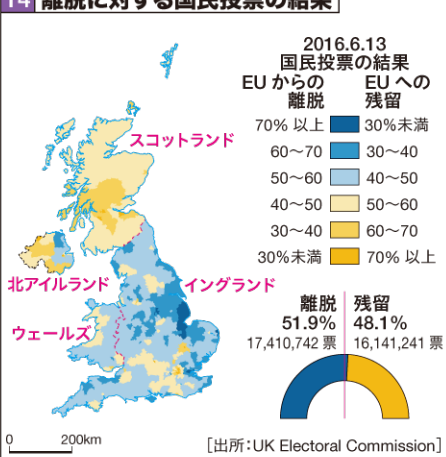 14 離脱に対する国民投票の結果
2016.6.13
国民投票の結果
EUからの
離脱
EUへの
残留
70% 以上 30%未満
60〜70 30〜40
50〜60 40〜50
40〜50 50〜60
30〜40 60〜70
30%未満 70% 以上
スコットランド
北アイルランド
イングランド
ウェールズ
離脱 残留
51.9% 48.1%
17,410,742 票 16,141,241 票
0 200km
[出所:UK Electoral Commission]